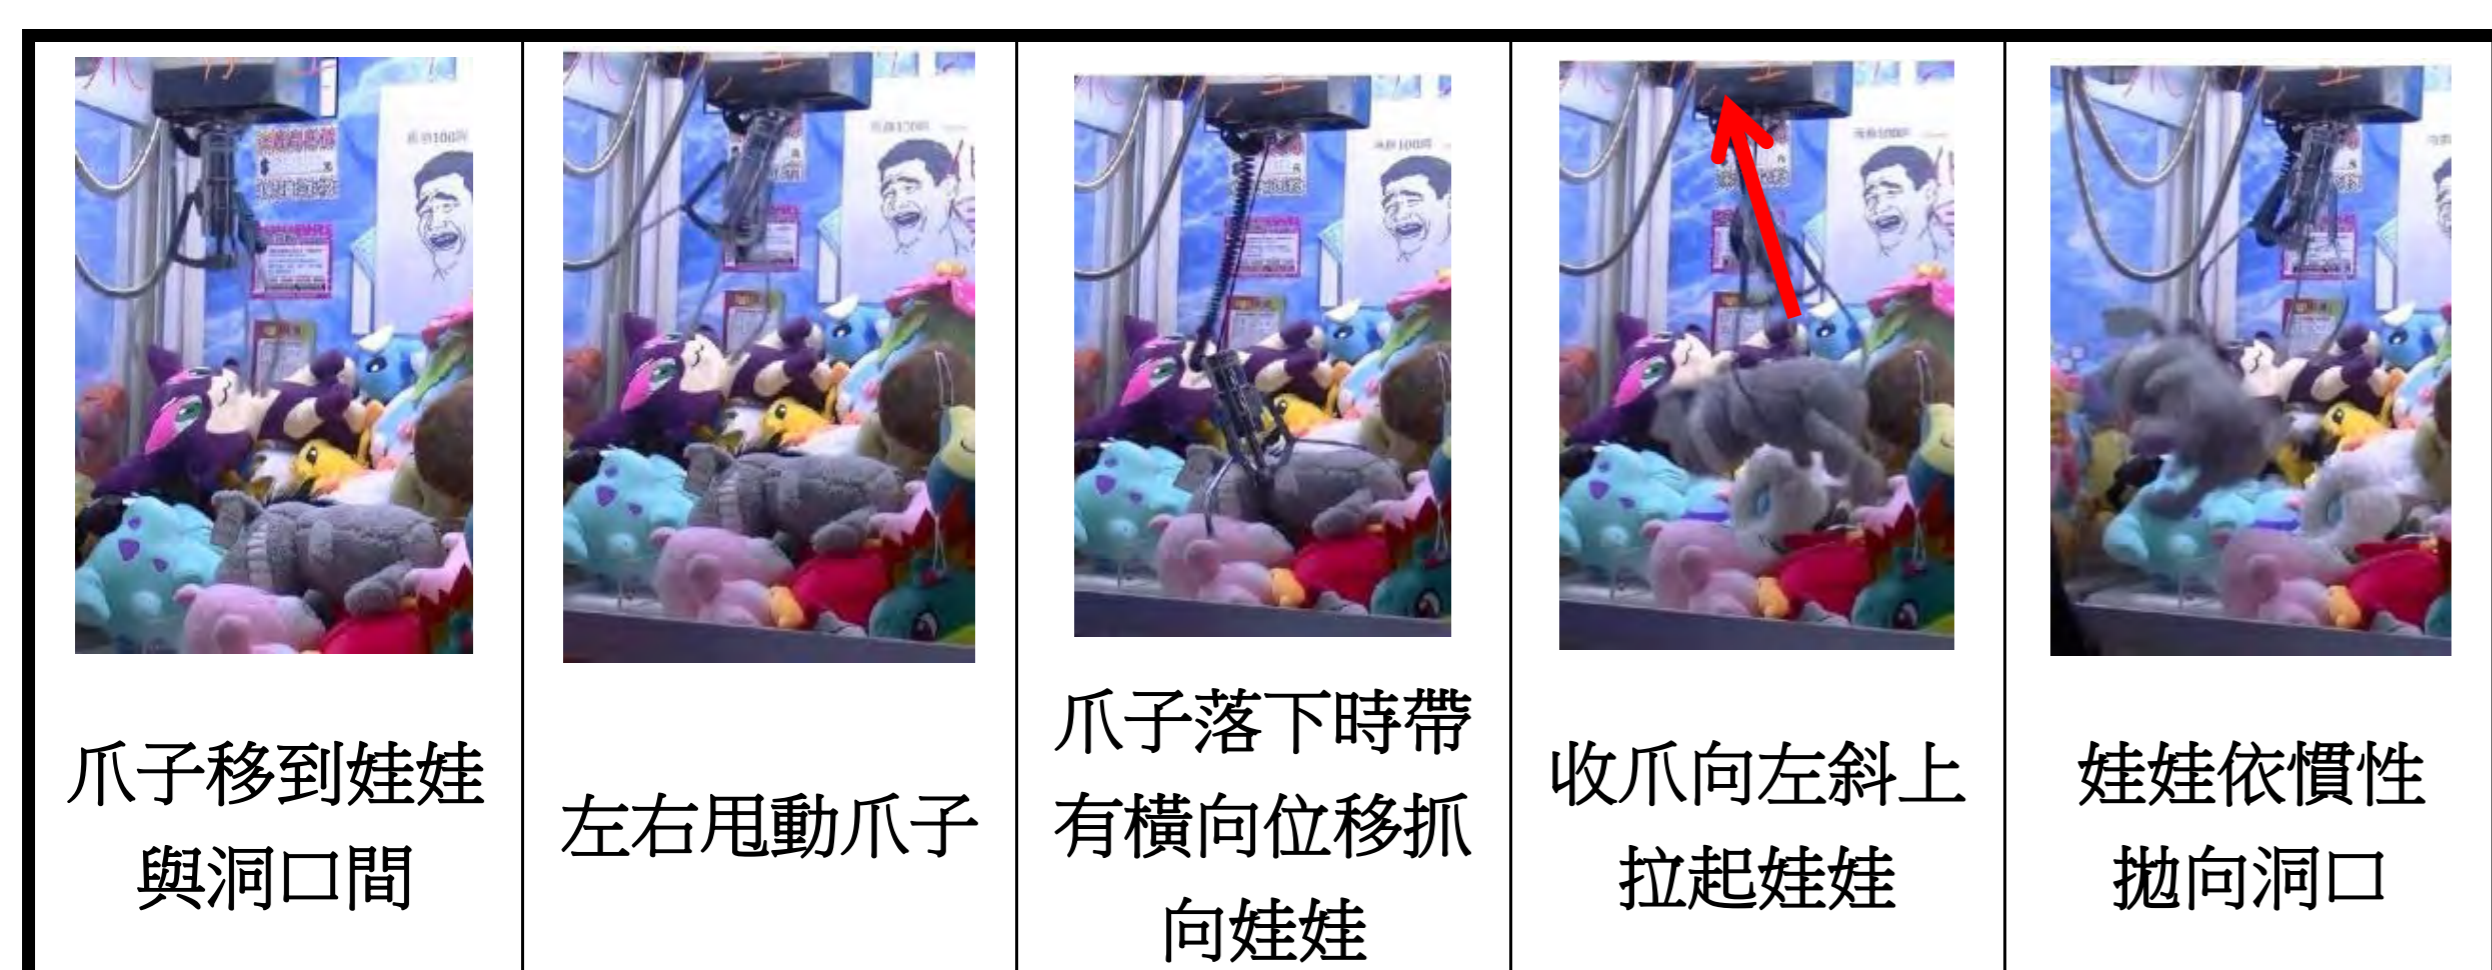 爪子移到娃娃
與洞口間
左右甩動爪子
爪子落下時帶
有橫向位移抓
向娃娃
收爪向左斜上
拉起娃娃
娃娃依慣性
拋向洞口